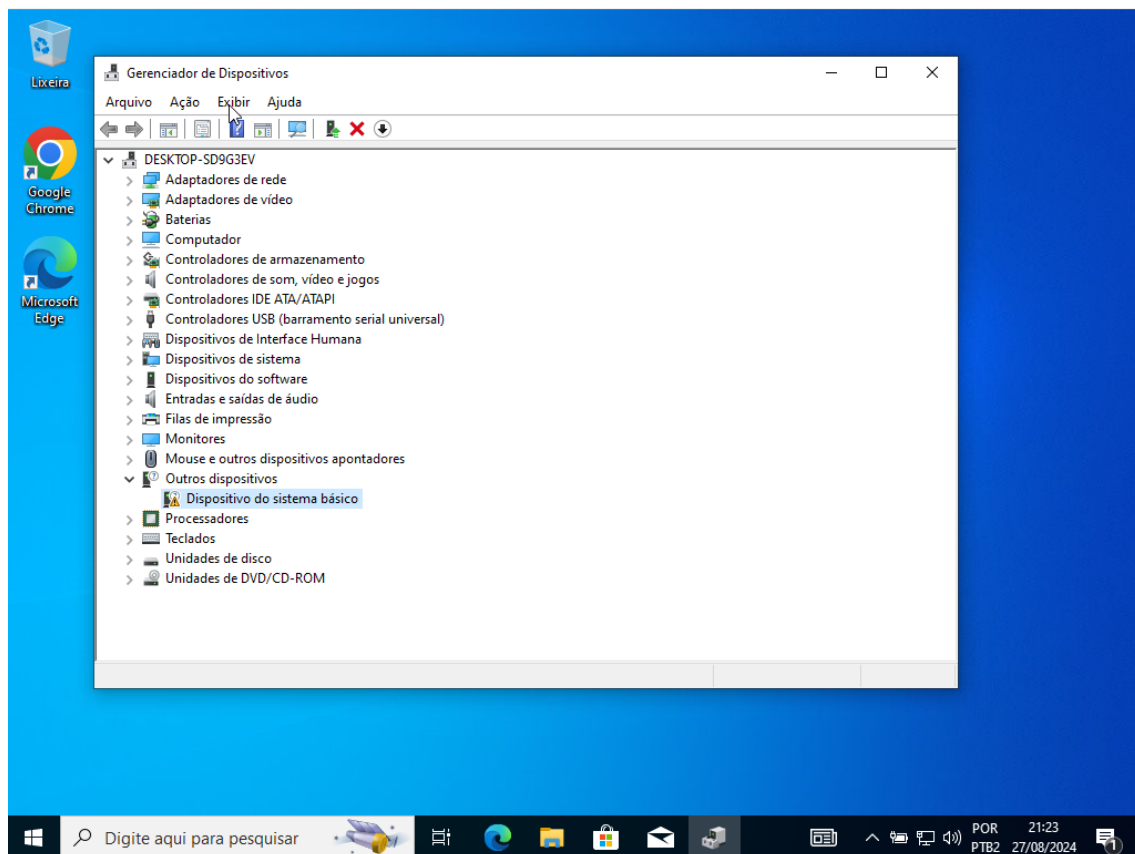 Lixeira
Google
Chrome
Microsoft
Edge
Gerenciador de Dispositivos
Arquivo Ação Exibir Ajuda
DESKTOP-SD9G3EV
Adaptadores de rede
Adaptadores de vídeo
Baterias
Computador
Controladores de armazenamento
Controladores de som, vídeo e jogos
Controladores IDE ATA/ATAPI
Controladores USB (barramento serial universal)
Dispositivos de Interface Humana
Dispositivos de sistema
Dispositivos do software
Entradas e saídas de áudio
Filas de impressão
Monitores
Mouse e outros dispositivos apontadores
Outros dispositivos
Dispositivo do sistema básico
Processadores
Teclados
Unidades de disco
Unidades de DVD/CD-ROM
Digite aqui para pesquisar
POR 21:23
PTB2 27/08/2024
1